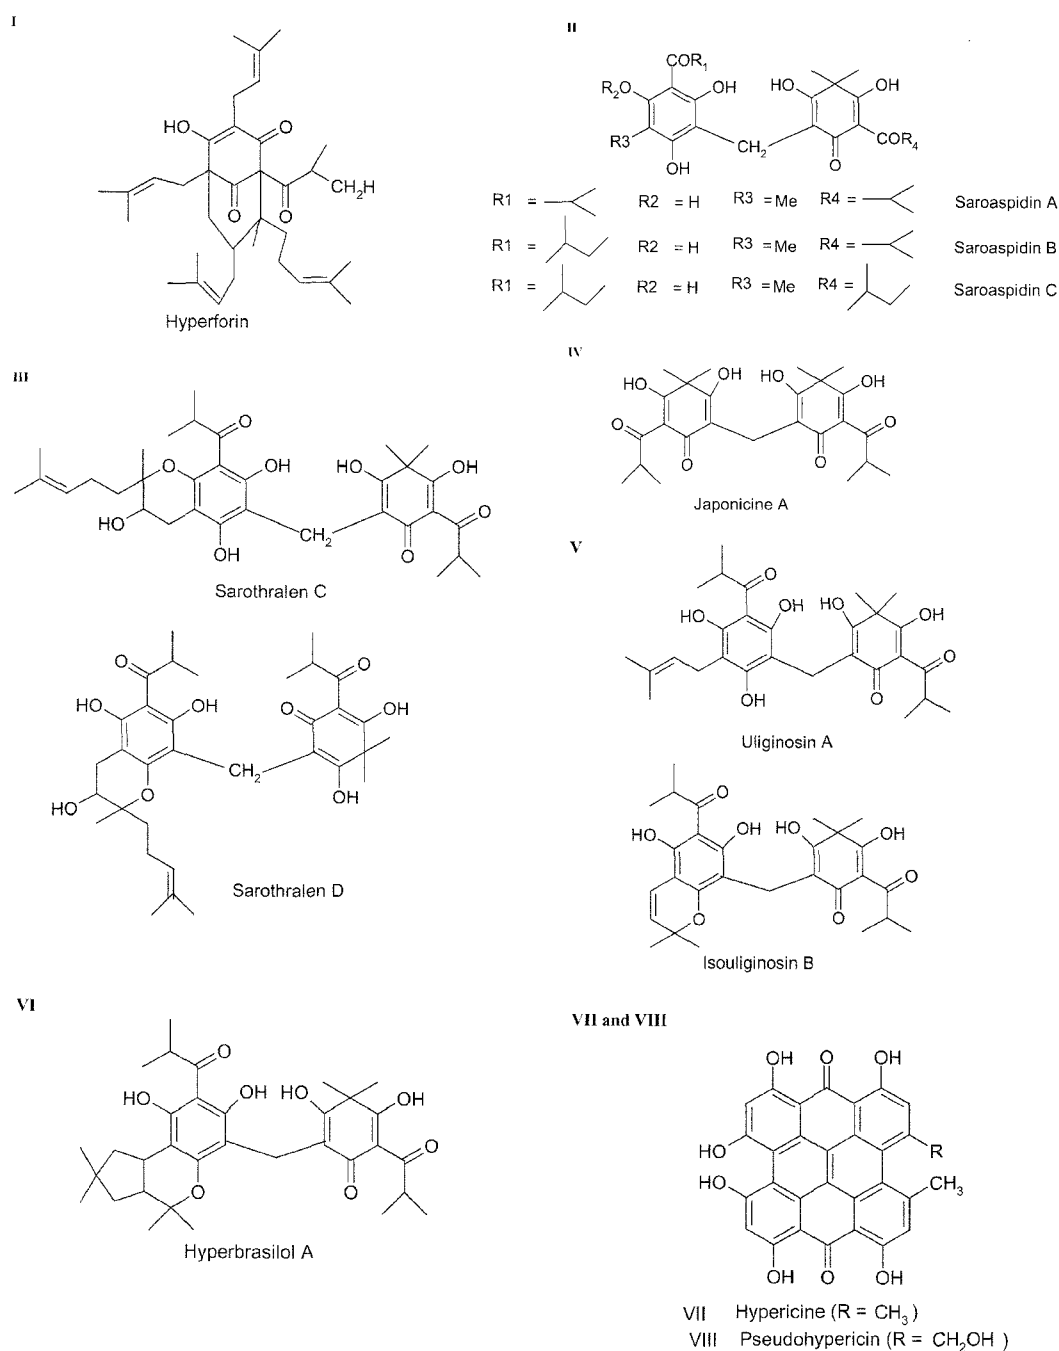 I
HO
O
O
O
CH2H
Hyperforin
II
COR1
R2O
OH
R3
OH
CH2
HO
OH
COR4
O
R1 = R2 = H R3 = Me R4 = Saroaspidin A
R1 = R2 = H R3 = Me R4 = Saroaspidin B
R1 = R2 = H R3 = Me R4 = Saroaspidin C
III
O
O
OH
HO
OH
CH2
HO
OH
O
O
Sarothralen C
O
HO
OH
HO
O
CH2
O
O
OH
OH
Sarothralen D
IV
HO
OH
HO
OH
O
O
O
O
Japonicine A
V
O
HO
OH
OH
HO
OH
O
O
Uliginosin A
O
HO
OH
O
HO
OH
O
O
Isouliginosin B
VI
O
HO
OH
O
HO
OH
O
O
Hyperbrasilol A
VII and VIII
OH O OH
HO
R
HO
CH3
OH O OH
VII Hypericine (R = CH3)
VIII Pseudohypericin (R = CH2OH )